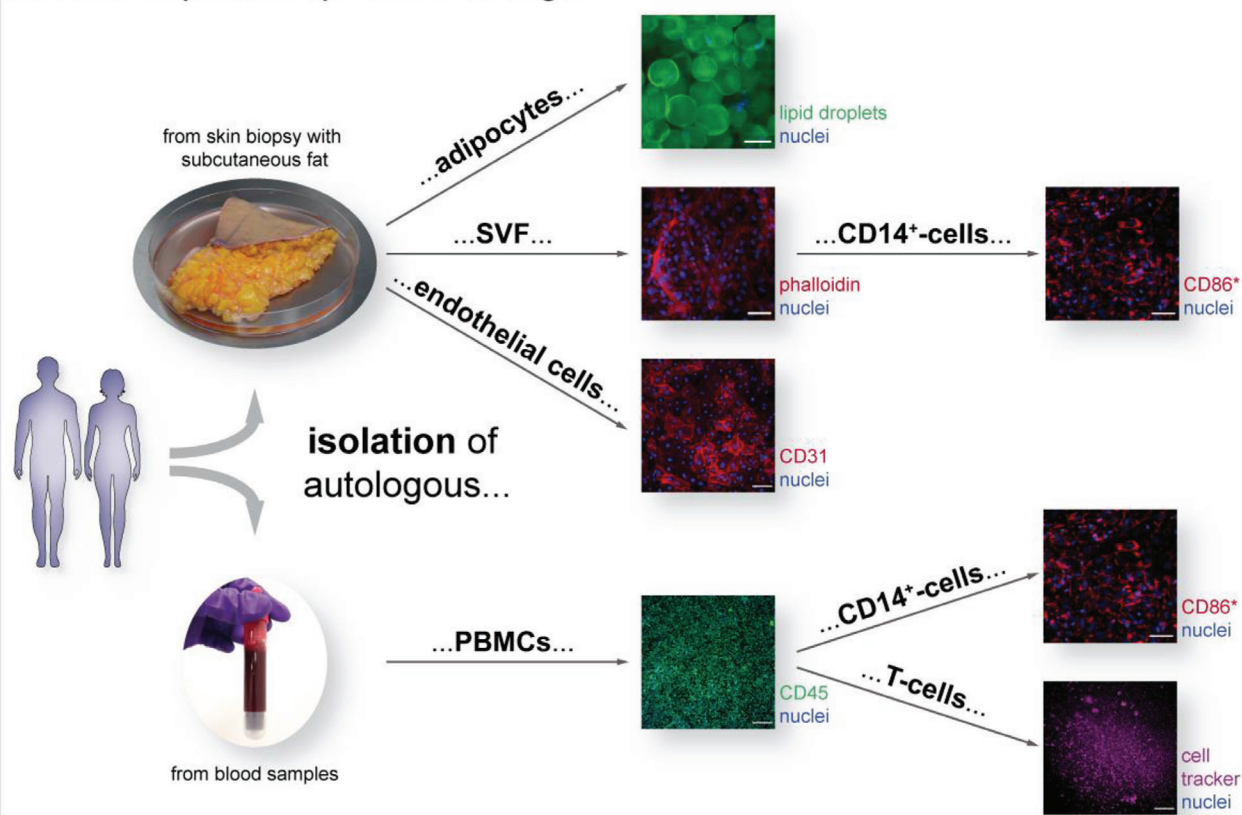 from skin biopsy with
subcutaneous fat
...adipocytes...
lipid droplets
nuclei
...SVF...
phalloidin
nuclei
...CD14⁺-cells...
CD86*
nuclei
...endothelial cells...
CD31
nuclei
isolation of
autologous...
from blood samples
...PBMCs...
CD45
nuclei
...CD14⁺-cells...
CD86*
nuclei
...T-cells...
cell
tracker
nuclei